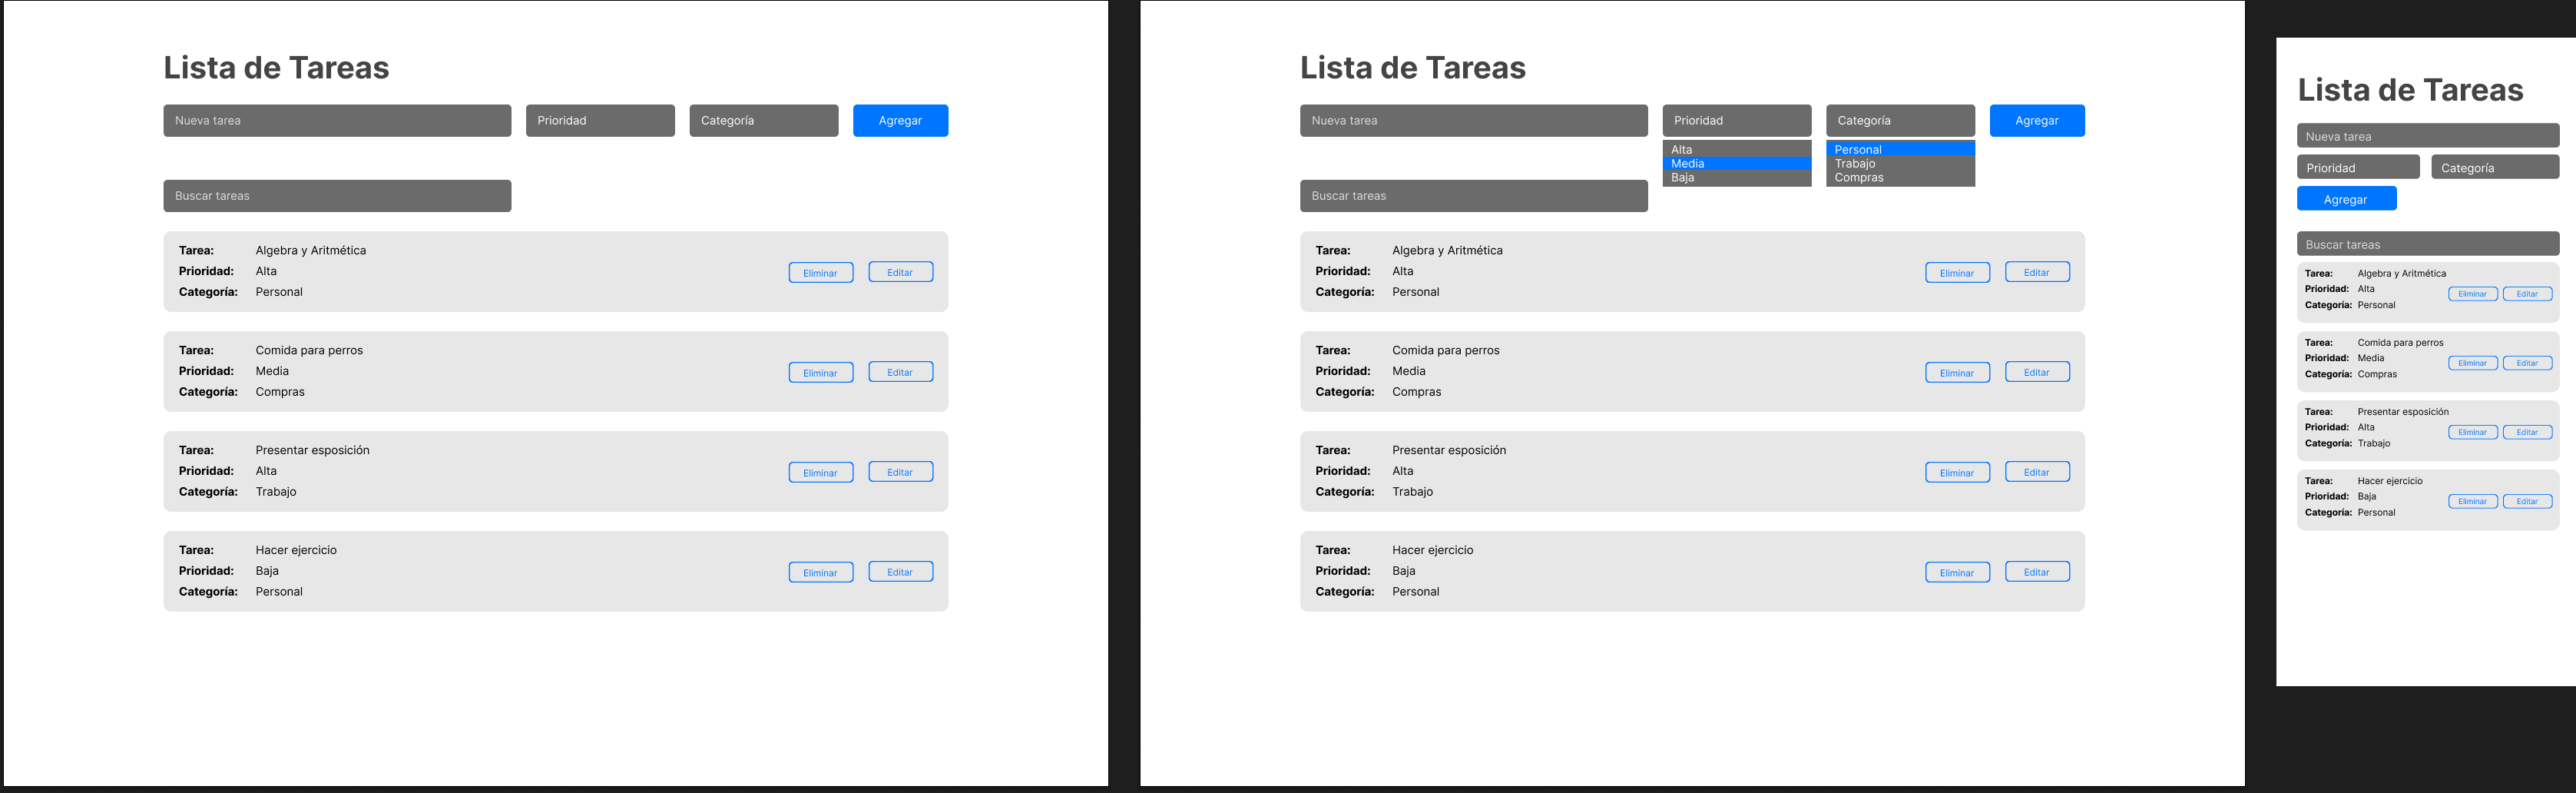 Lista de Tareas
Nueva tarea Prioridad Categoría Agregar
Buscar tareas
Tarea: Algebra y Aritmética
Prioridad: Alta Eliminar Editar
Categoría: Personal
Tarea: Comida para perros
Prioridad: Media Eliminar Editar
Categoría: Compras
Tarea: Presentar esposición
Prioridad: Alta Eliminar Editar
Categoría: Trabajo
Tarea: Hacer ejercicio
Prioridad: Baja Eliminar Editar
Categoría: Personal
Lista de Tareas
Nueva tarea Prioridad Categoría Agregar
Alta Personal
Media Trabajo
Baja Compras
Buscar tareas
Tarea: Algebra y Aritmética
Prioridad: Alta Eliminar Editar
Categoría: Personal
Tarea: Comida para perros
Prioridad: Media Eliminar Editar
Categoría: Compras
Tarea: Presentar esposición
Prioridad: Alta Eliminar Editar
Categoría: Trabajo
Tarea: Hacer ejercicio
Prioridad: Baja Eliminar Editar
Categoría: Personal
Lista de Tareas
Nueva tarea
Prioridad Categoría
Agregar
Buscar tareas
Tarea: Algebra y Aritmética
Prioridad: Alta Eliminar Editar
Categoría: Personal
Tarea: Comida para perros
Prioridad: Media Eliminar Editar
Categoría: Compras
Tarea: Presentar esposición
Prioridad: Alta Eliminar Editar
Categoría: Trabajo
Tarea: Hacer ejercicio
Prioridad: Baja Eliminar Editar
Categoría: Personal